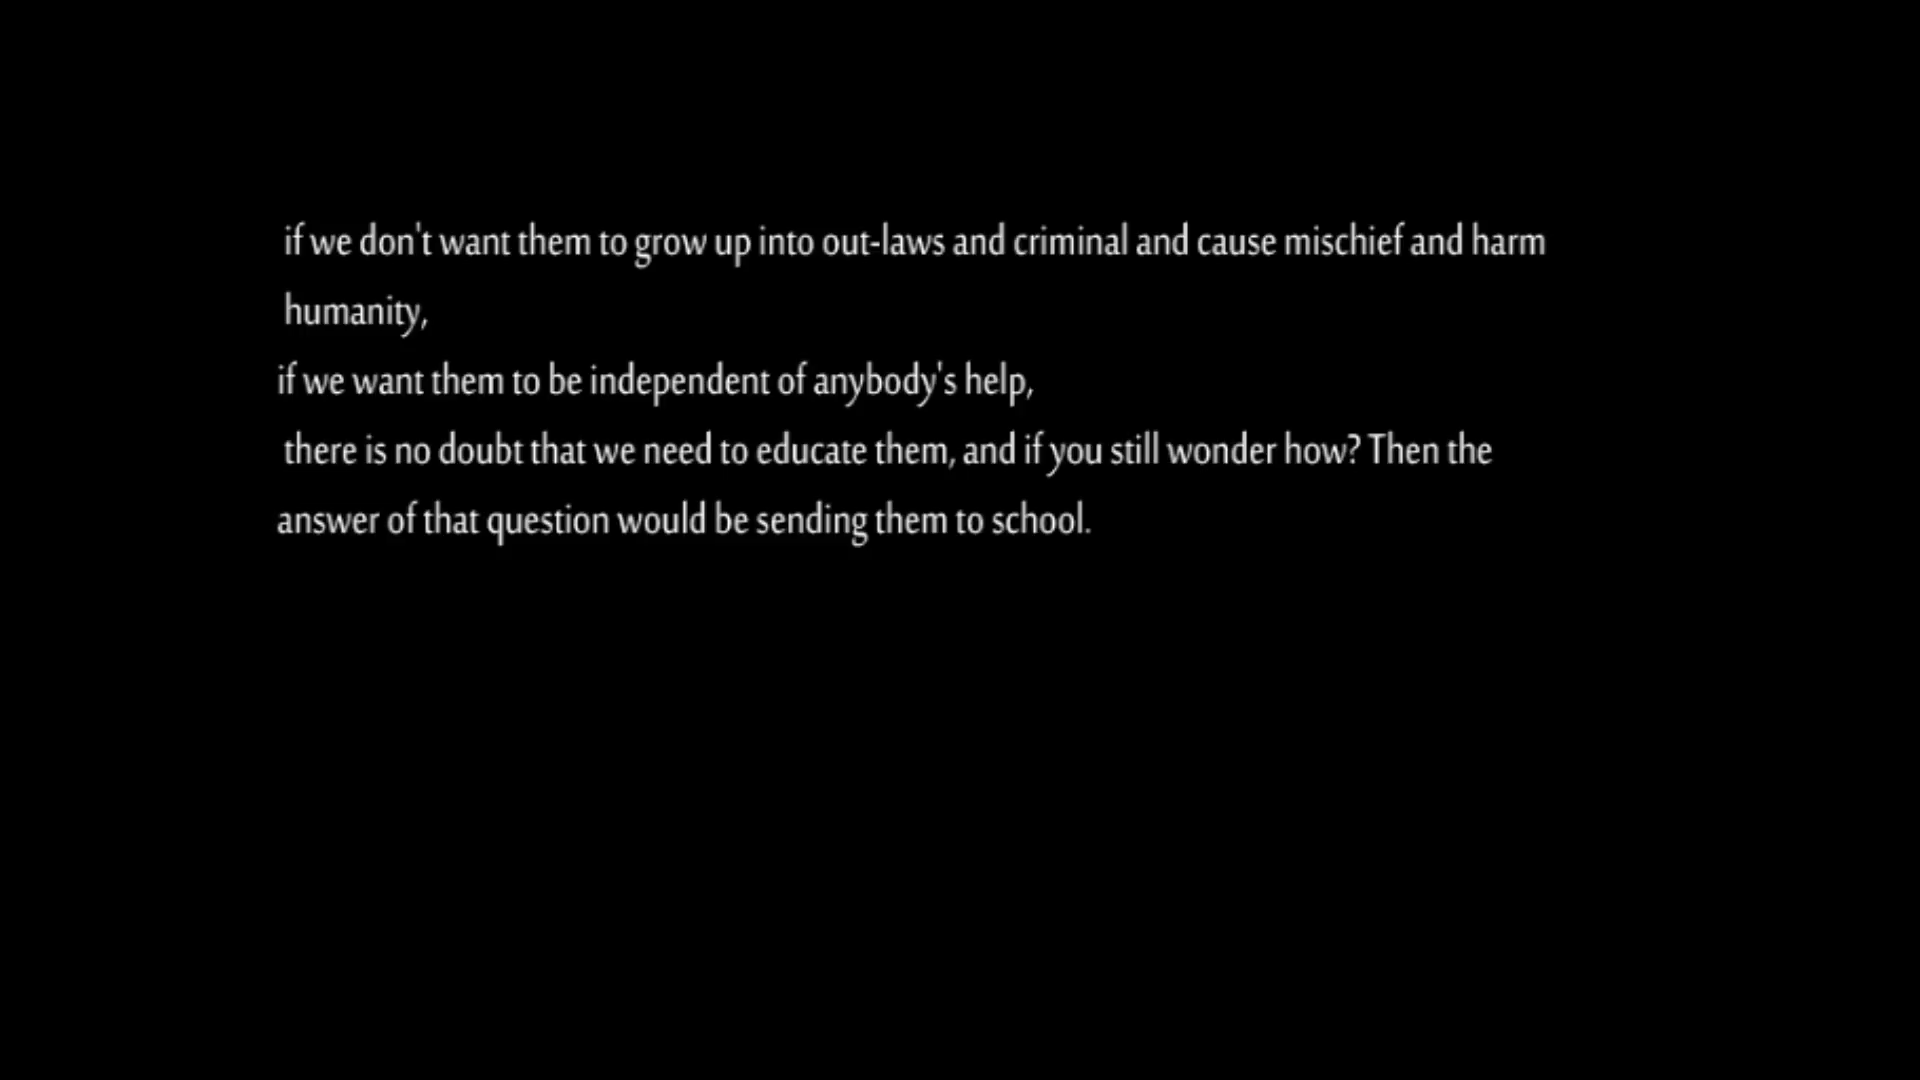 if we don't want them to grow up into out-laws and criminal and cause mischief and harm
humanity,
if we want them to be independent of anybody's help,
there is no doubt that we need to educate them, and if you still wonder how? Then the
answer of that question would be sending them to school.